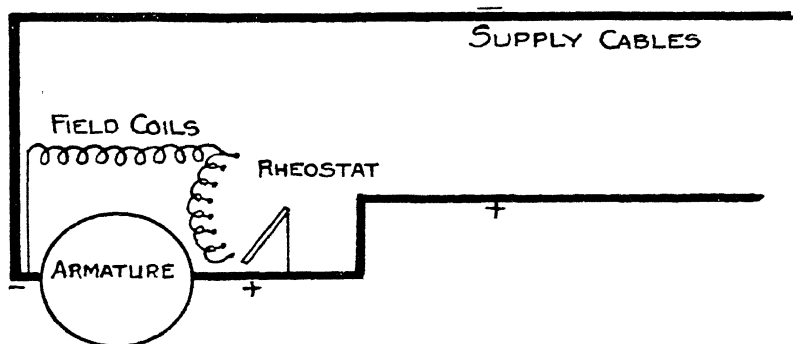 −
SUPPLY CABLES
FIELD COILS
RHEOSTAT
+
ARMATURE
−
+